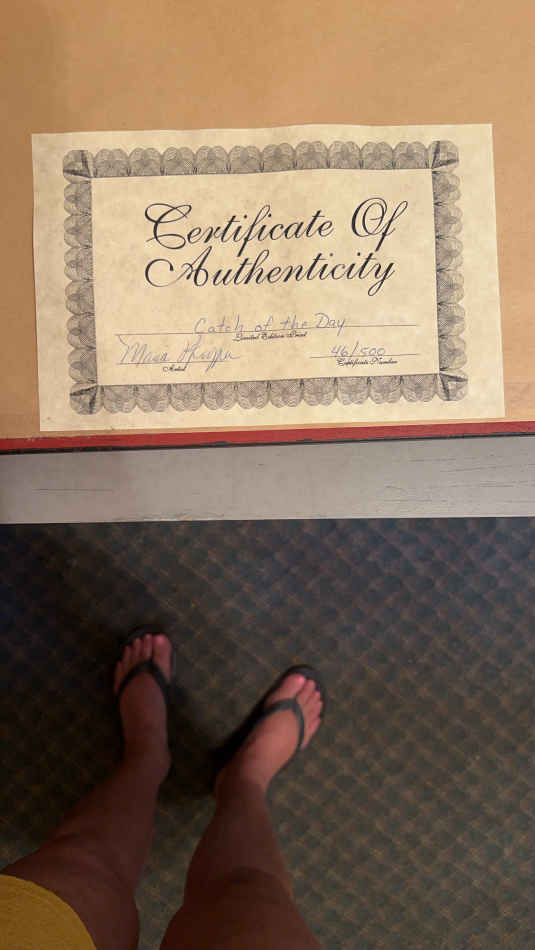 Certificate Of
Authenticity
Catch of the Day
Limited Edition Print
46/500
Artist
Certificate Number